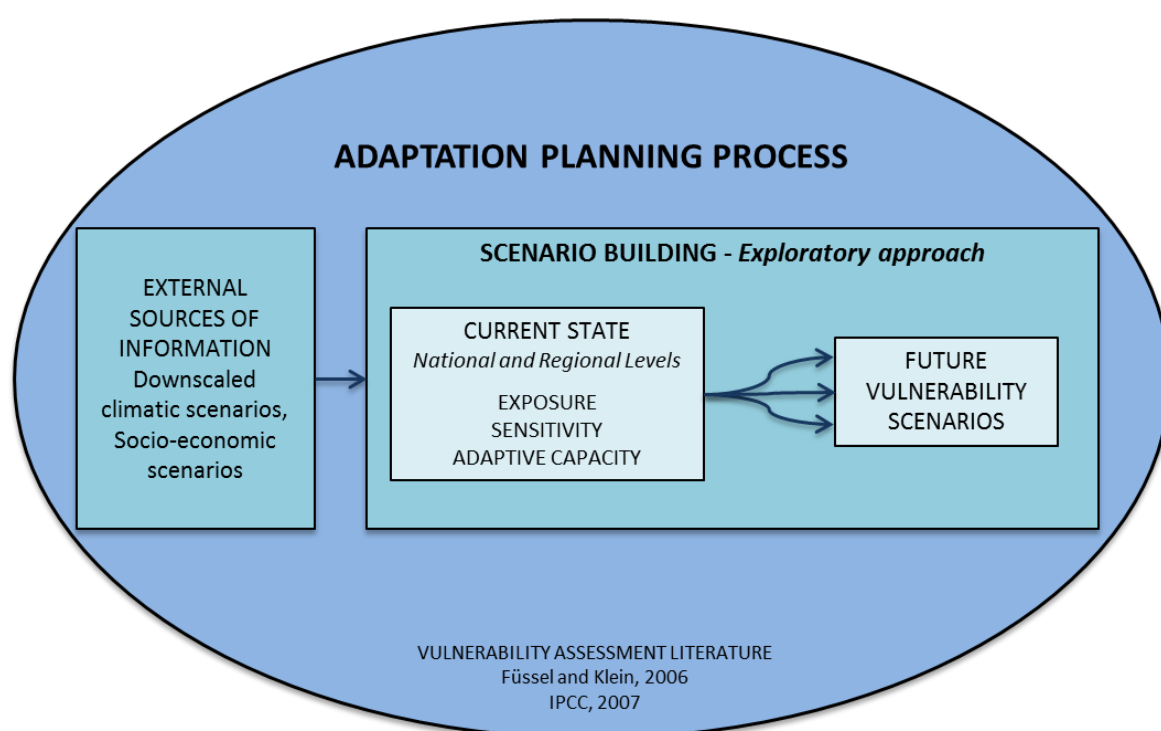 ADAPTATION PLANNING PROCESS
EXTERNAL
SOURCES OF
INFORMATION
Downscaled
climatic scenarios,
Socio-economic
scenarios
SCENARIO BUILDING - Exploratory approach
CURRENT STATE
National and Regional Levels
EXPOSURE
SENSITIVITY
ADAPTIVE CAPACITY
FUTURE
VULNERABILITY
SCENARIOS
VULNERABILITY ASSESSMENT LITERATURE
Füssel and Klein, 2006
IPCC, 2007